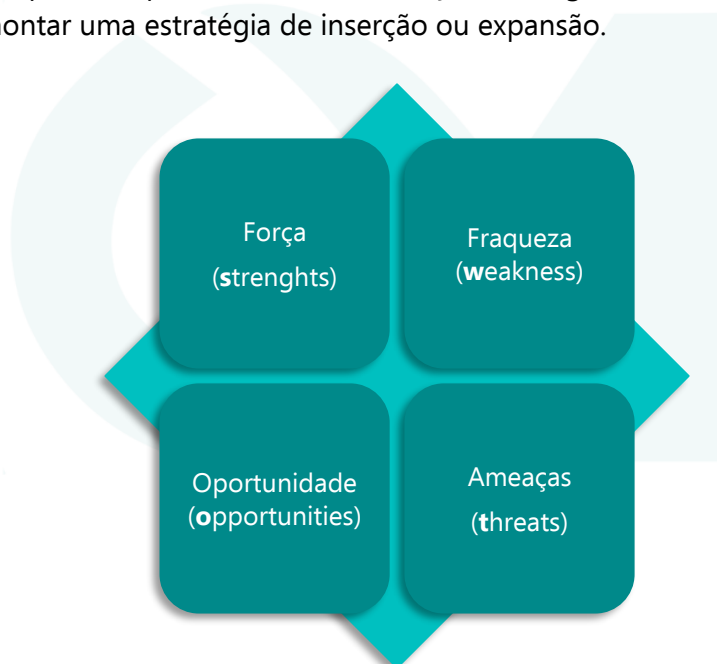 montar uma estratégia de inserção ou expansão.
Força
(strenghts)
Fraqueza
(weakness)
Oportunidade
(opportunities)
Ameaças
(threats)